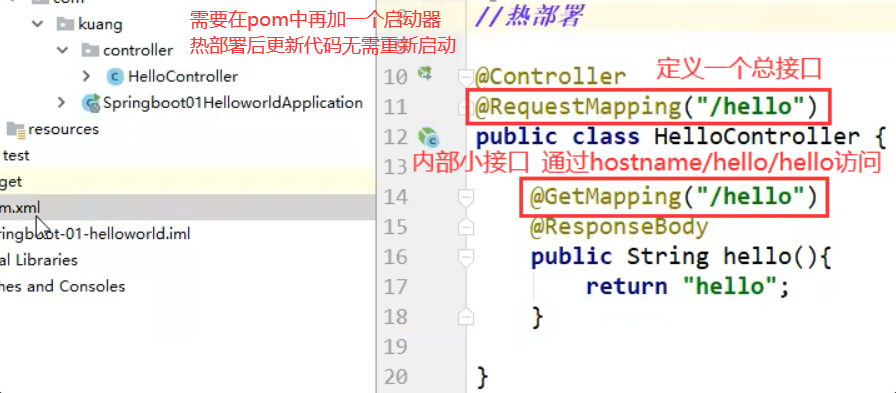 com
kuang
controller
HelloController
Springboot01HelloworldApplication
resources
test
get
m.xml
ringboot-01-helloworld.iml
al Libraries
hes and Consoles
需要在pom中再加一个启动器
热部署后更新代码无需重新启动
//热部署
10 @Controller
定义一个总接口
11 @RequestMapping("/hello")
12 public class HelloController {
13
内部小接口 通过hostname/hello/hello访问
14 @GetMapping("/hello")
15 @ResponseBody
16 public String hello(){
17 return "hello";
18 }
19
20 }